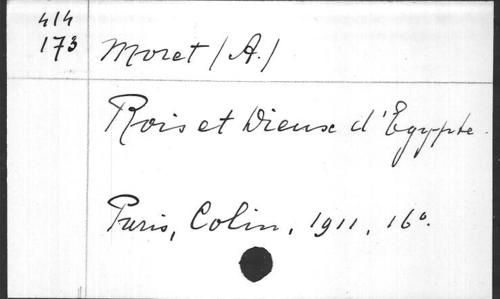 414
173
Moret (A.)
Rois et Dieux d'Egypte.
Paris, Colin, 1911, 16°.